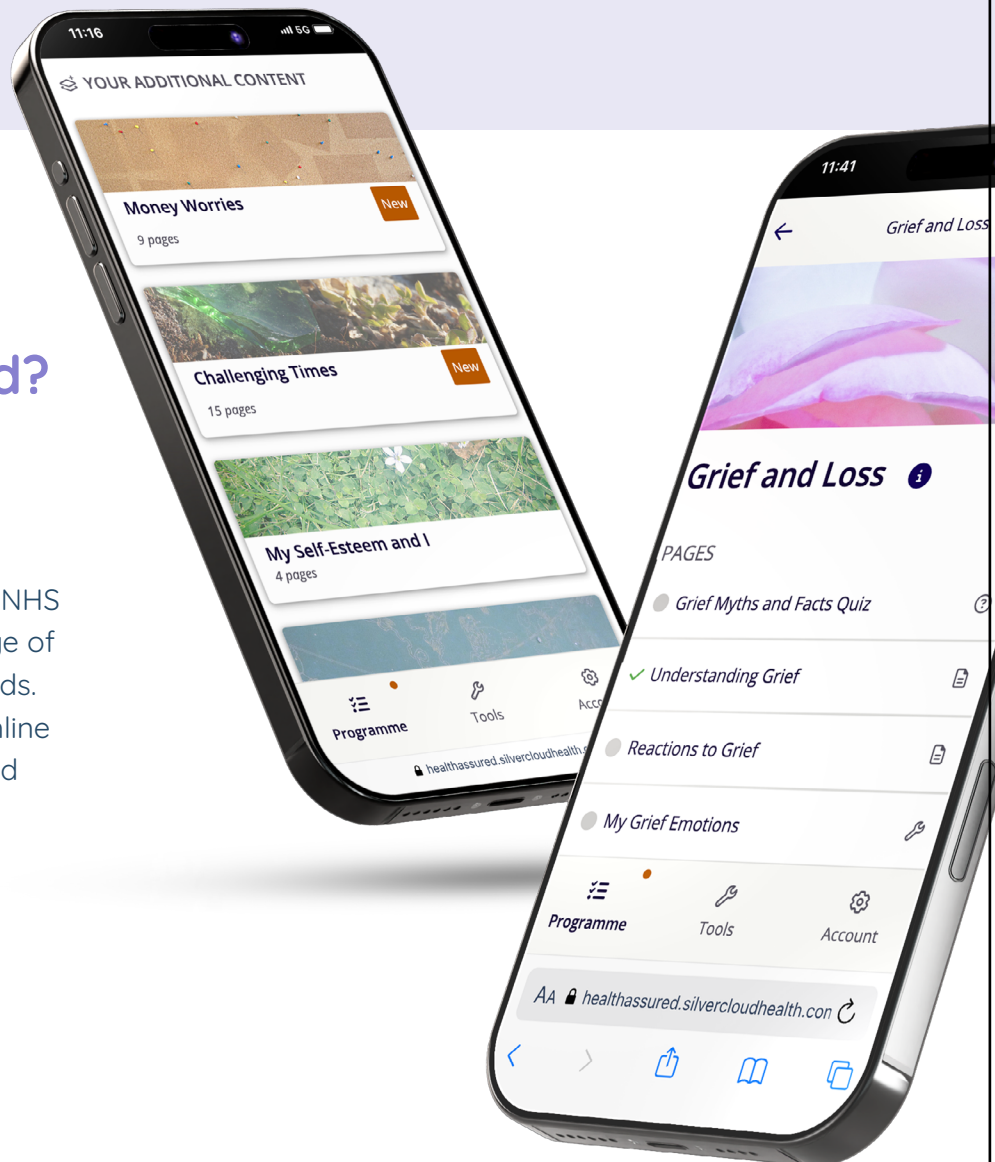 d?
NHS
ge of
ds.
nline
d
11:16
5G
YOUR ADDITIONAL CONTENT
Money Worries
New
9 pages
Challenging Times
New
15 pages
My Self-Esteem and I
4 pages
Programme
Tools
Acco
healthassured.silvercloudhealth.
11:41
Grief and Loss
Grief and Loss
PAGES
Grief Myths and Facts Quiz
Understanding Grief
Reactions to Grief
My Grief Emotions
Programme
Tools
Account
AA healthassured.silvercloudhealth.con